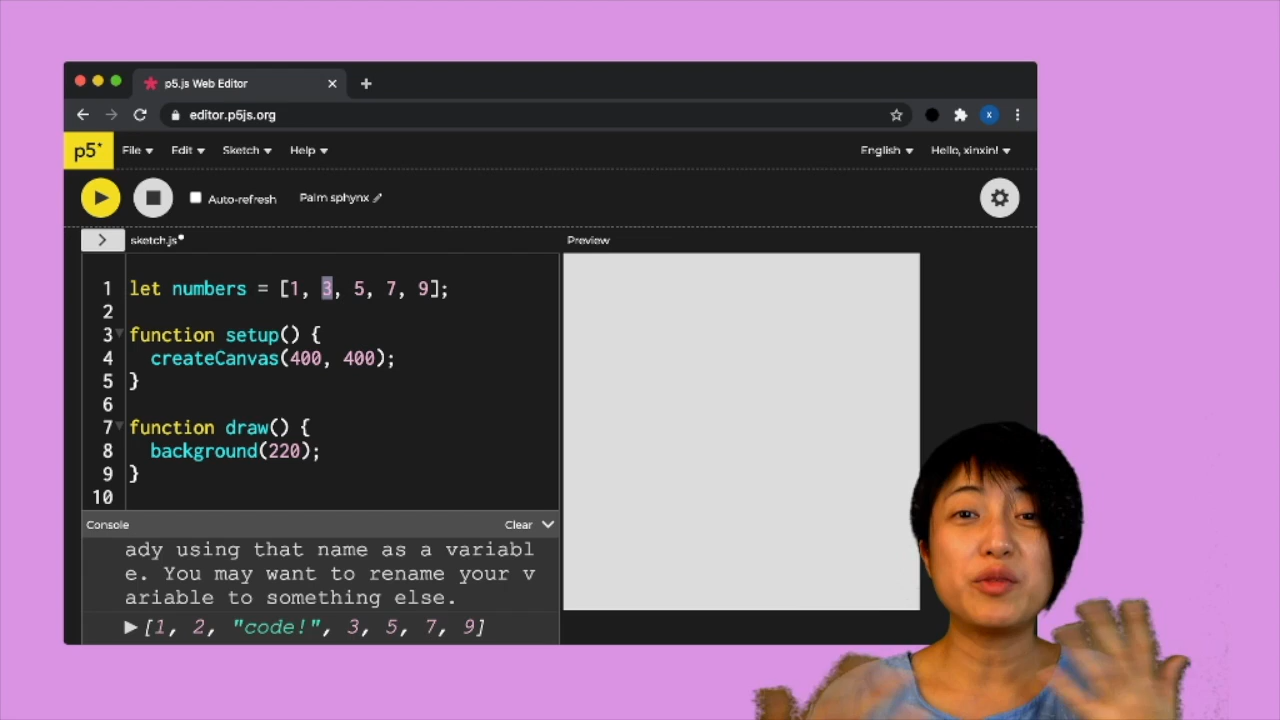 p5.js Web Editor
editor.p5js.org
x
p5*
File Edit Sketch Help English Hello, xinxin!
Auto-refresh Palm sphynx
sketch.js Preview
1 let numbers = [1, 3, 5, 7, 9];
2
3 function setup() {
4 createCanvas(400, 400);
5 }
6
7 function draw() {
8 background(220);
9 }
10
Console Clear
ady using that name as a variabl
e. You may want to rename your v
ariable to something else.
[1, 2, "code!", 3, 5, 7, 9]